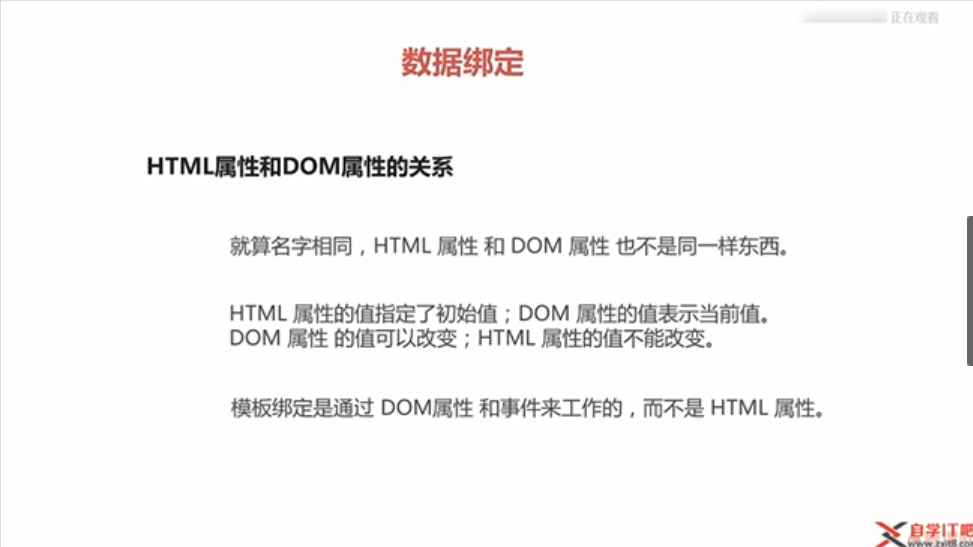 正在观看
数据绑定
HTML属性和DOM属性的关系
就算名字相同，HTML 属性 和 DOM 属性 也不是同一样东西。
HTML 属性的值指定了初始值；DOM 属性的值表示当前值。
DOM 属性 的值可以改变；HTML 属性的值不能改变。
模板绑定是通过 DOM属性 和事件来工作的，而不是 HTML 属性。
自学IT吧
www.zxit8.com